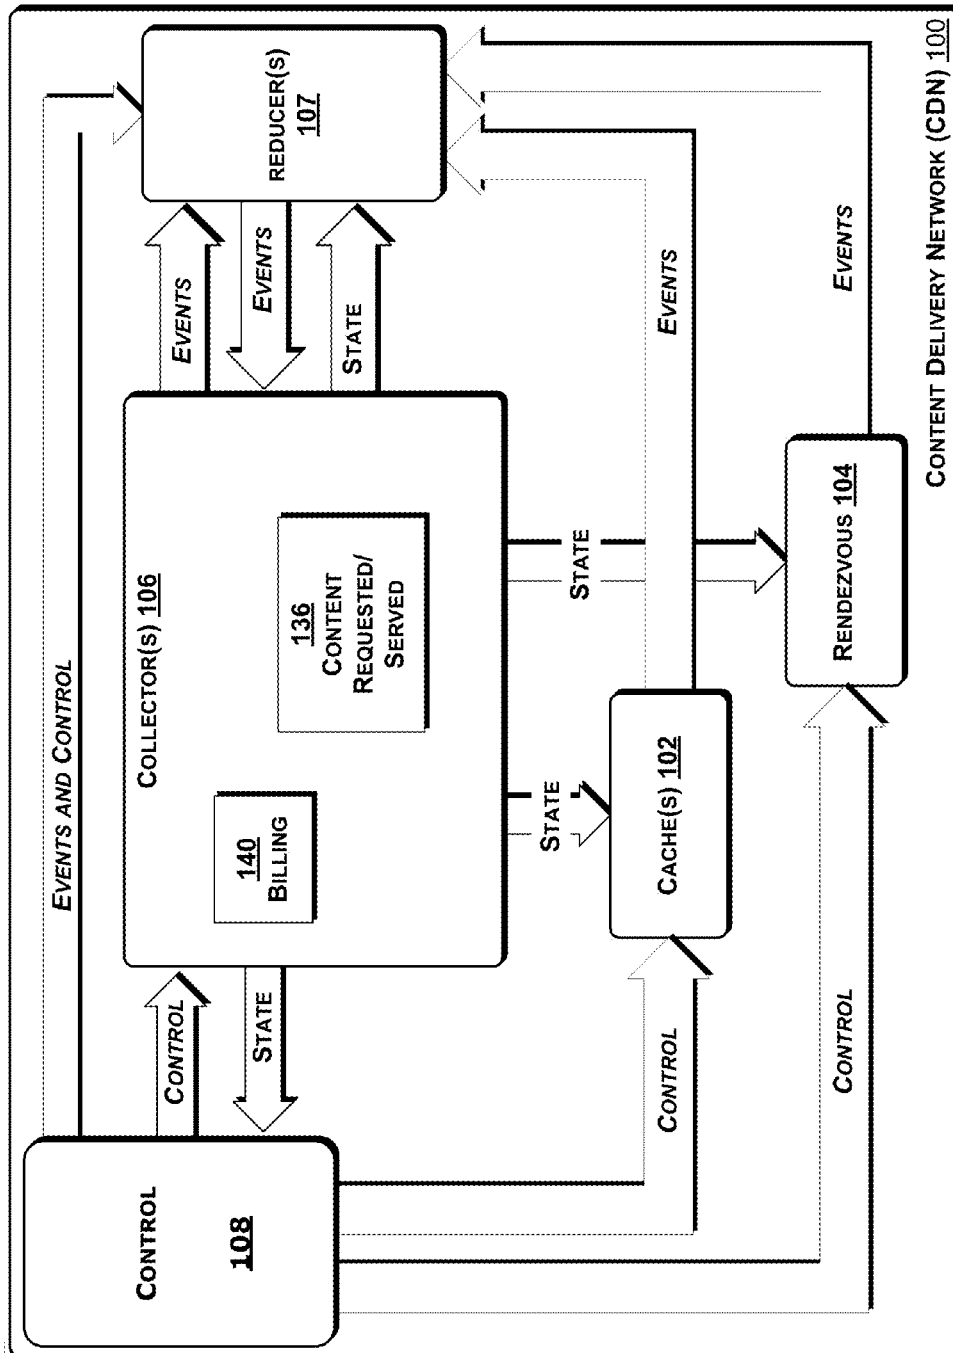 EVENTS AND CONTROL
CONTROL
108
CONTROL
STATE
COLLECTOR(S) 106
140
BILLING
136
CONTENT
REQUESTED/
SERVED
EVENTS
EVENTS
STATE
REDUCER(S)
107
STATE
STATE
CONTROL
CACHE(S) 102
EVENTS
CONTROL
RENDEZVOUS 104
EVENTS
CONTENT DELIVERY NETWORK (CDN) 100